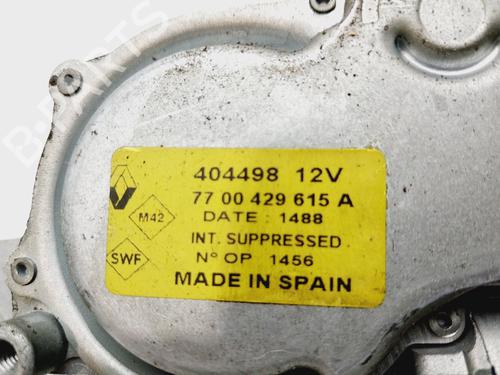 B-PARTS
404498 12V
77 00 429 615 A
M42
DATE : 1488
INT. SUPPRESSED
SWF
N° OP 1456
MADE IN SPAIN